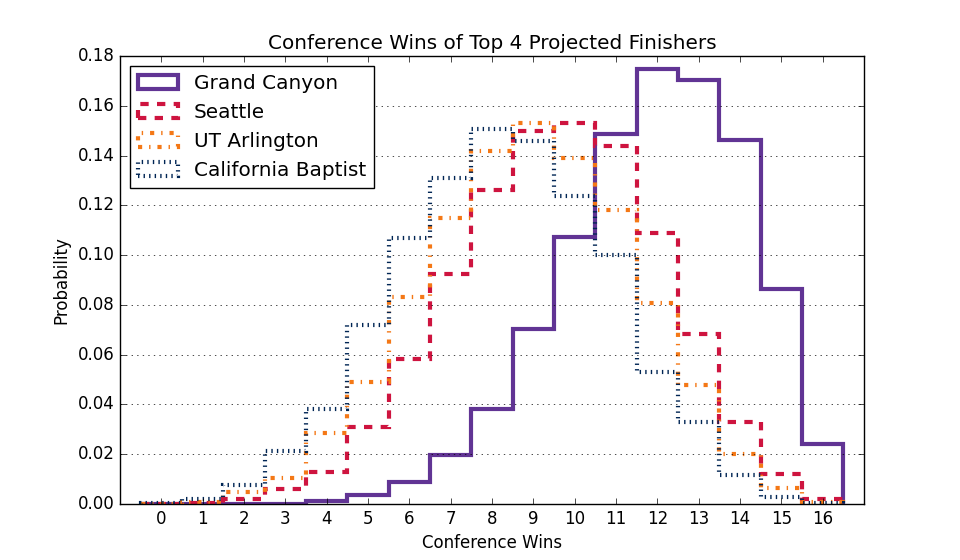 Conference Wins of Top 4 Projected Finishers
0.18
0.16
0.14
0.12
0.10
0.08
0.06
0.04
0.02
0.00
Probability
Grand Canyon
Seattle
UT Arlington
California Baptist
0 1 2 3 4 5 6 7 8 9 10 11 12 13 14 15 16
Conference Wins